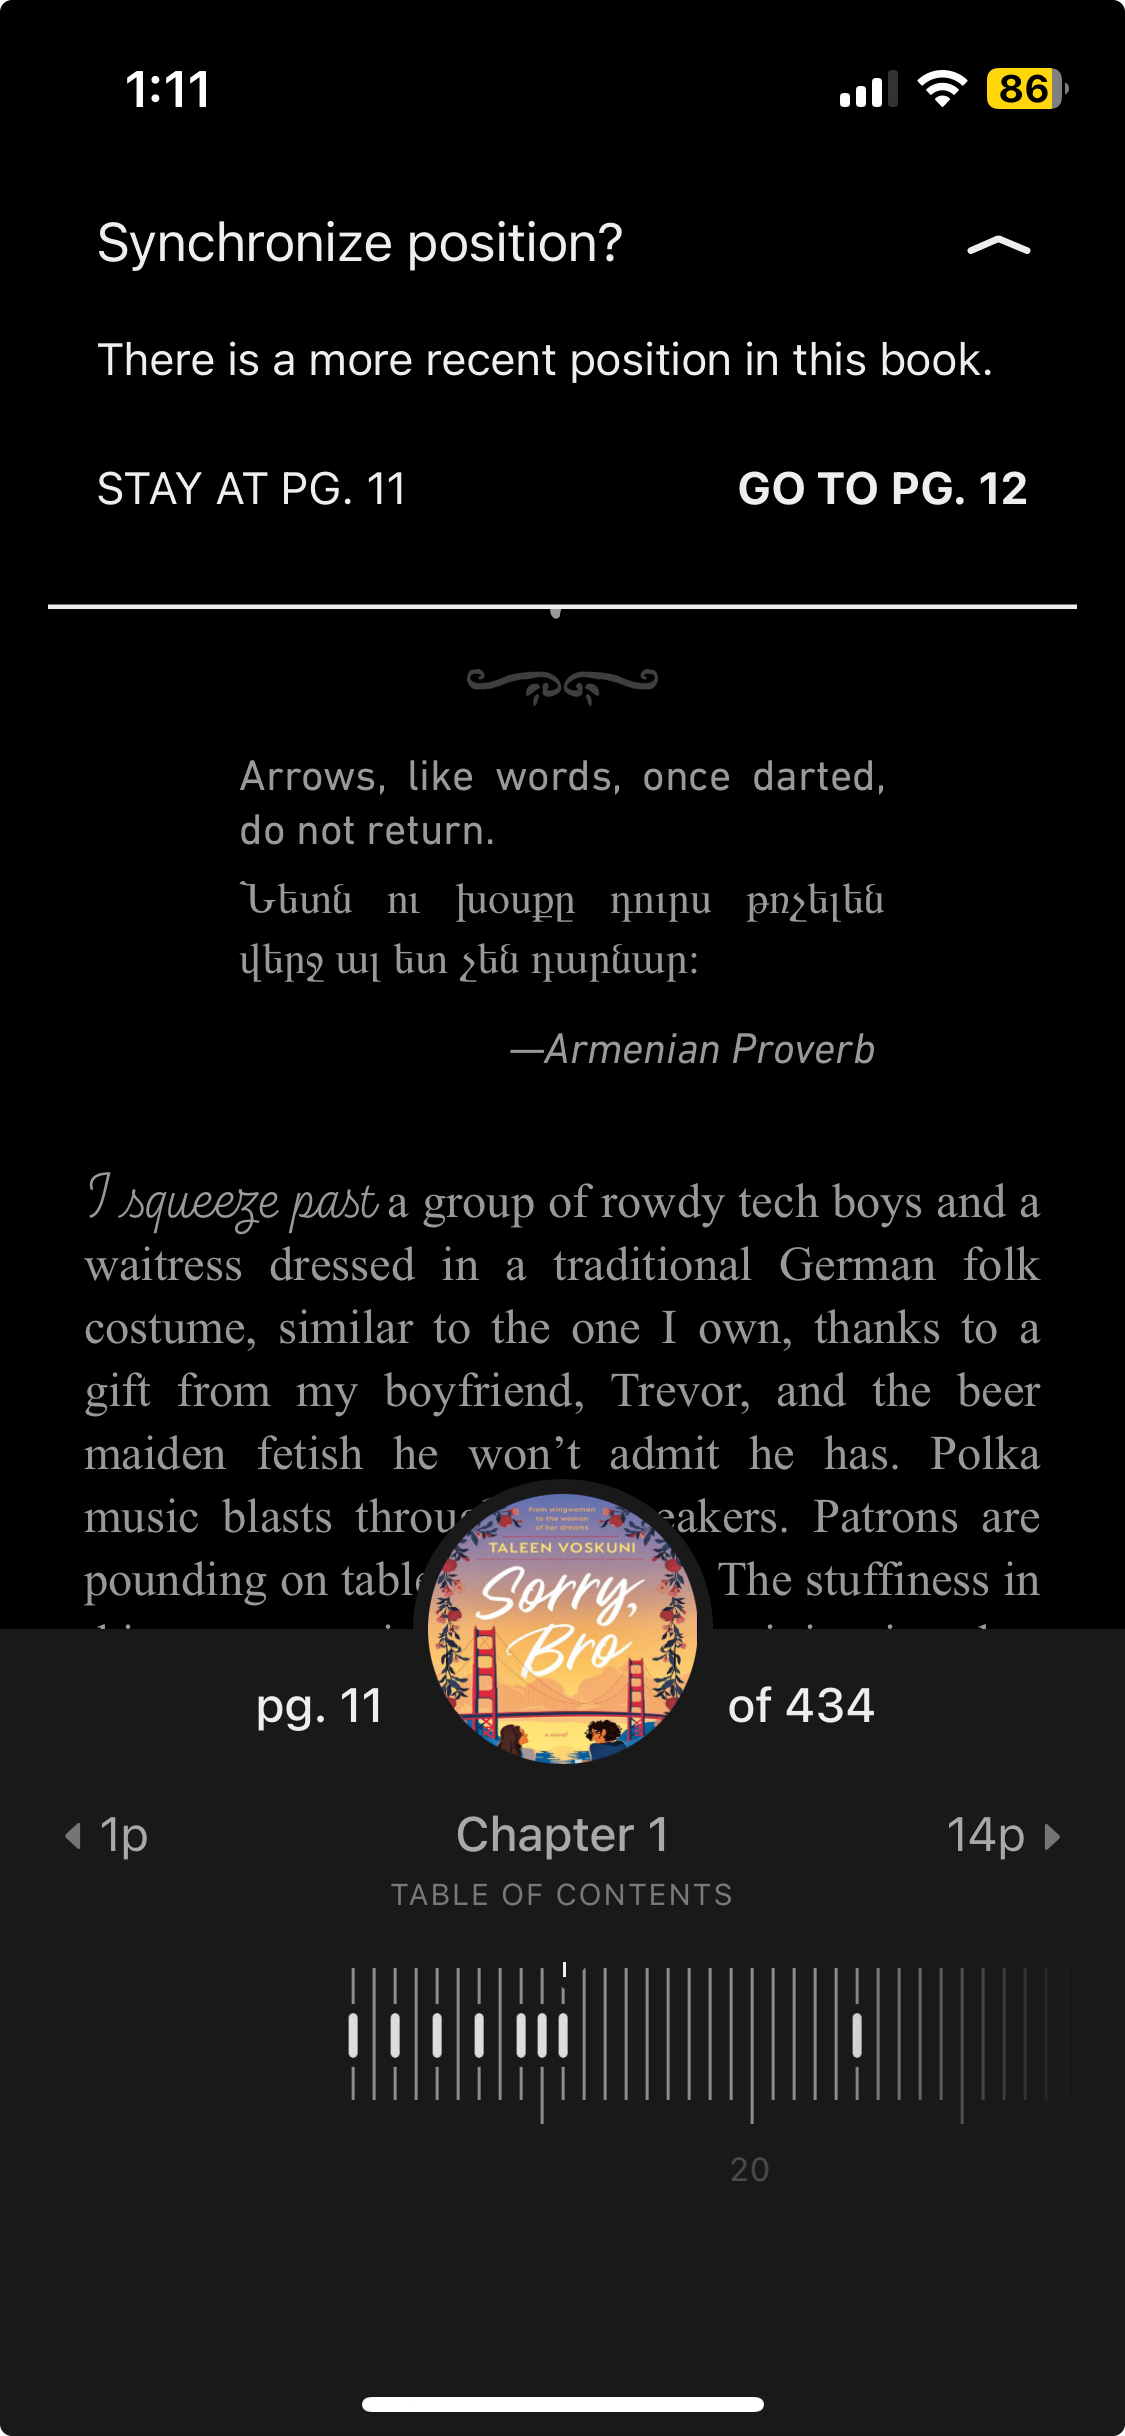 1:11
86
Synchronize position?
There is a more recent position in this book.
STAY AT PG. 11
GO TO PG. 12
Arrows, like words, once darted,
do not return.
Նետն ու խօսքը դուրս թռչելեն
վերջ ալ ետ չեն դառնար:
—Armenian Proverb
I squeeze past a group of rowdy tech boys and a
waitress dressed in a traditional German folk
costume, similar to the one I own, thanks to a
gift from my boyfriend, Trevor, and the beer
maiden fetish he won’t admit he has. Polka
music blasts throu eakers. Patrons are
pounding on table The stuffiness in
From wingwoman
to the woman
of her dreams
TALEEN VOSKUNI
Sorry,
Bro
a novel
pg. 11
of 434
1p
Chapter 1
14p
TABLE OF CONTENTS
20